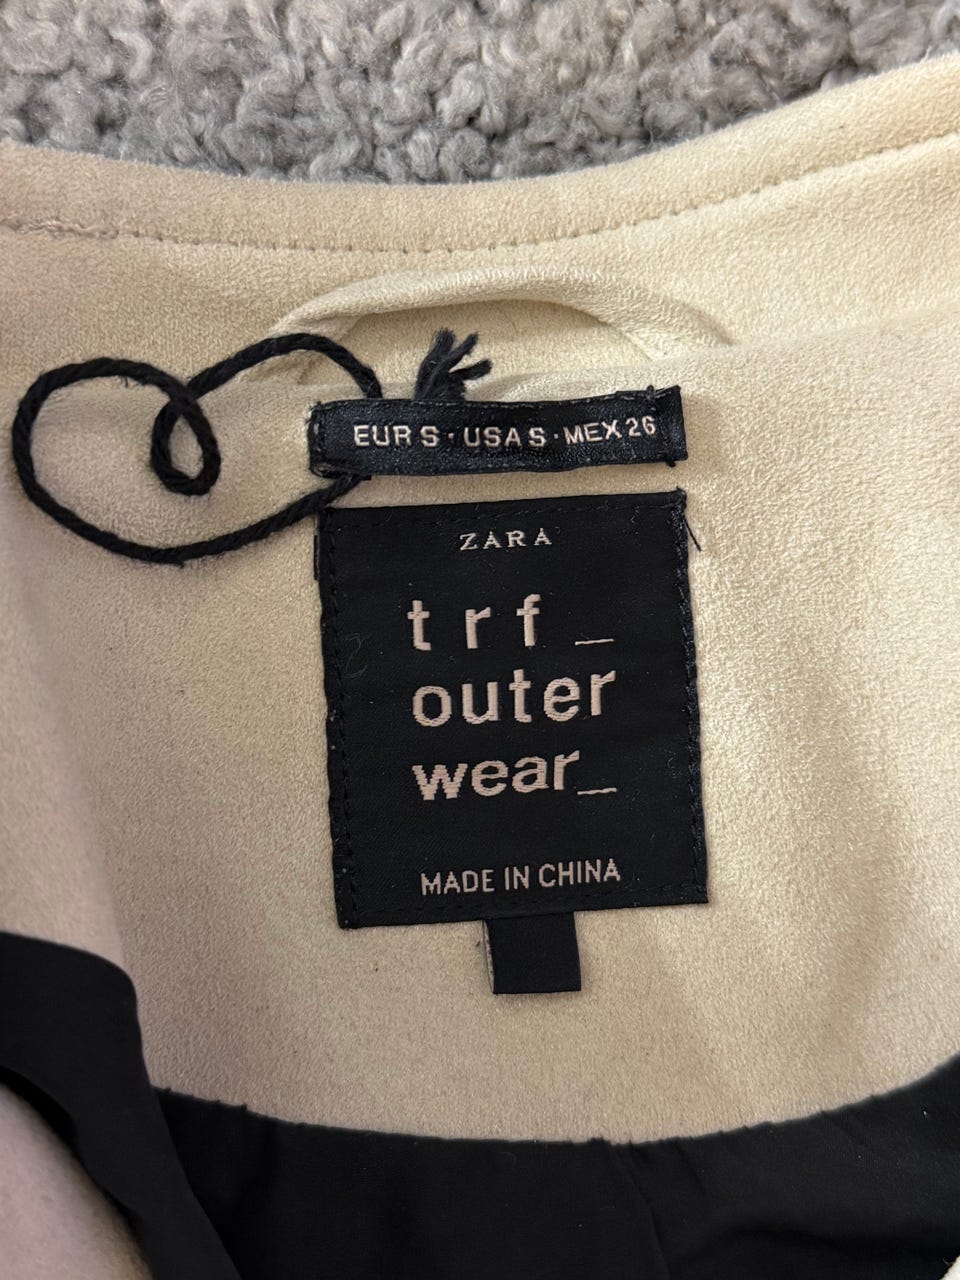 EUR S · USA S · MEX 26
ZARA
trf_
outer
wear_
MADE IN CHINA